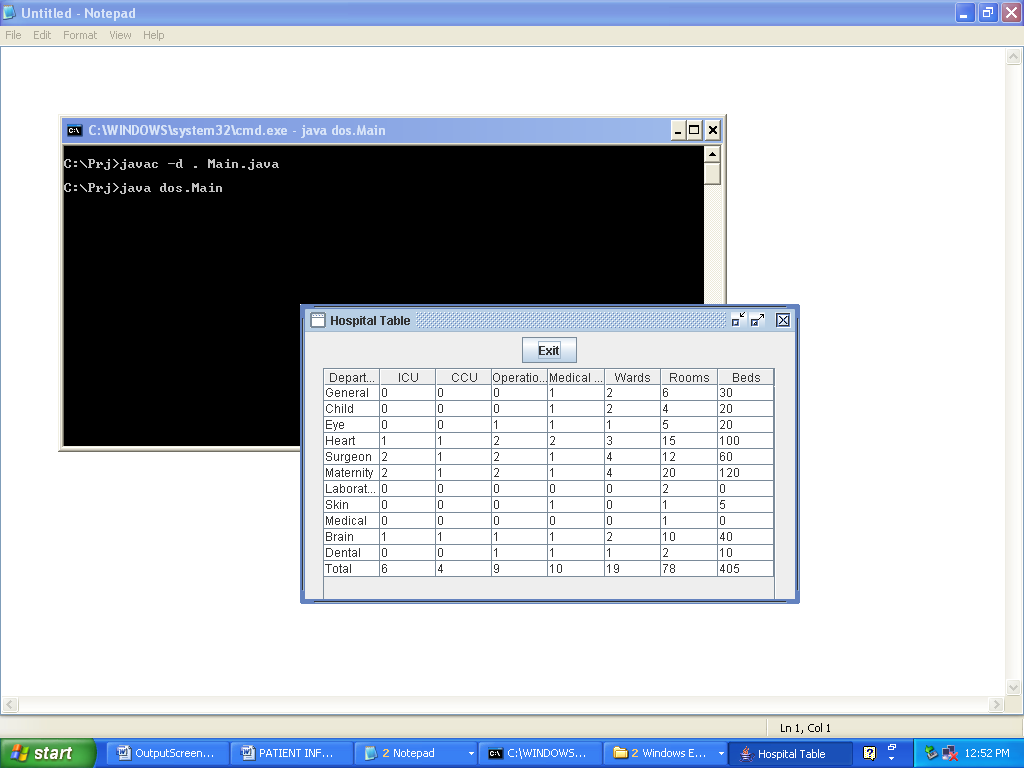 Untitled - Notepad
File Edit Format View Help
C:\WINDOWS\system32\cmd.exe - java dos.Main
C:\Prj>javac -d . Main.java
C:\Prj>java dos.Main
Hospital Table
Exit
Depart... ICU CCU Operatio... Medical ... Wards Rooms Beds
General 0 0 0 1 2 6 30
Child 0 0 0 1 2 4 20
Eye 0 0 1 1 1 5 20
Heart 1 1 2 2 3 15 100
Surgeon 2 1 2 1 4 12 60
Maternity 2 1 2 1 4 20 120
Laborat... 0 0 0 0 0 2 0
Skin 0 0 0 1 0 1 5
Medical 0 0 0 0 0 1 0
Brain 1 1 1 1 2 10 40
Dental 0 0 1 1 1 2 10
Total 6 4 9 10 19 78 405
Ln 1, Col 1
start OutputScreen... PATIENT INF... 2 Notepad C:\WINDOWS... 2 Windows E... Hospital Table 12:52 PM